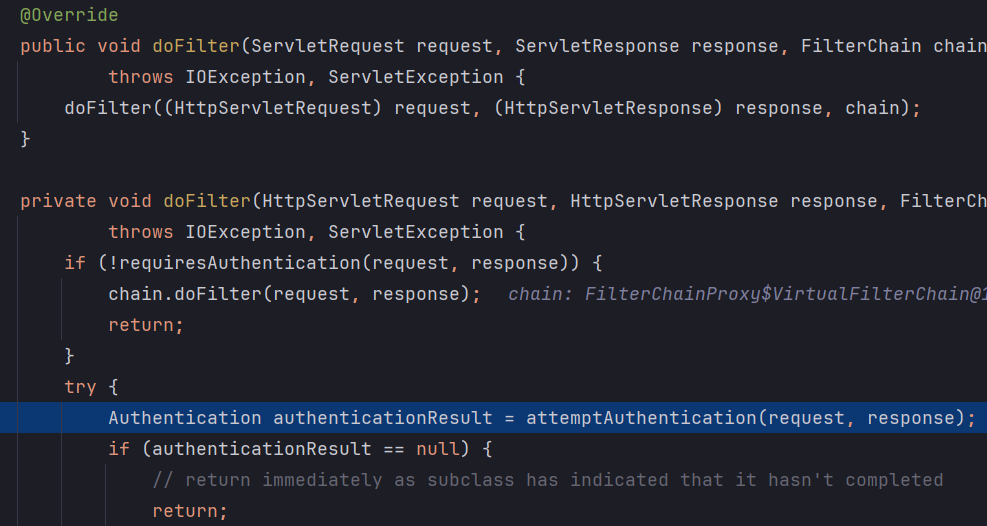 @Override
public void doFilter(ServletRequest request, ServletResponse response, FilterChain chain
throws IOException, ServletException {
doFilter((HttpServletRequest) request, (HttpServletResponse) response, chain);
}
private void doFilter(HttpServletRequest request, HttpServletResponse response, FilterCh
throws IOException, ServletException {
if (!requiresAuthentication(request, response)) {
chain.doFilter(request, response); chain: FilterChainProxy$VirtualFilterChain@1
return;
}
try {
Authentication authenticationResult = attemptAuthentication(request, response);
if (authenticationResult == null) {
// return immediately as subclass has indicated that it hasn't completed
return;